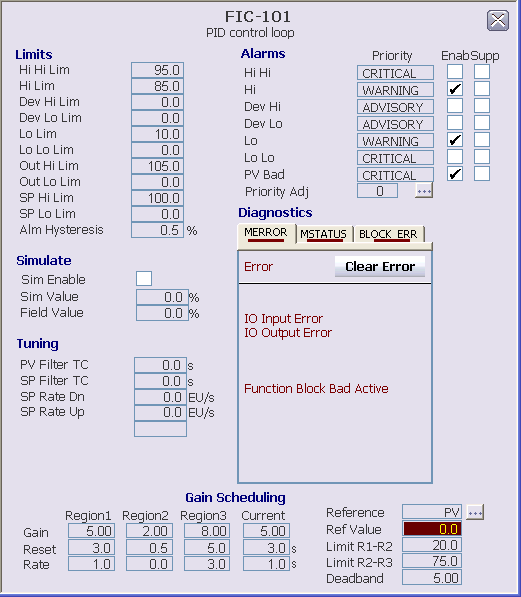 FIC-101
PID control loop
Limits
Hi Hi Lim 95.0
Hi Lim 85.0
Dev Hi Lim 0.0
Dev Lo Lim 0.0
Lo Lim 10.0
Lo Lo Lim 0.0
Out Hi Lim 105.0
Out Lo Lim 0.0
SP Hi Lim 100.0
SP Lo Lim 0.0
Alm Hysteresis 0.5 %
Alarms Priority Enab Supp
Hi Hi CRITICAL
Hi WARNING
Dev Hi ADVISORY
Dev Lo ADVISORY
Lo WARNING
Lo Lo CRITICAL
PV Bad CRITICAL
Priority Adj 0 ...
Simulate
Sim Enable
Sim Value 0.0 %
Field Value 0.0 %
Tuning
PV Filter TC 0.0 s
SP Filter TC 0.0 s
SP Rate Dn 0.0 EU/s
SP Rate Up 0.0 EU/s
Diagnostics
MERROR MSTATUS BLOCK_ERR
Error Clear Error
IO Input Error
IO Output Error
Function Block Bad Active
Gain Scheduling
Region1 Region2 Region3 Current
Gain 5.00 2.00 8.00 5.00
Reset 3.0 0.5 5.0 3.0 s
Rate 1.0 0.0 3.0 1.0 s
Reference PV ...
Ref Value 0.0
Limit R1-R2 20.0
Limit R2-R3 75.0
Deadband 5.00